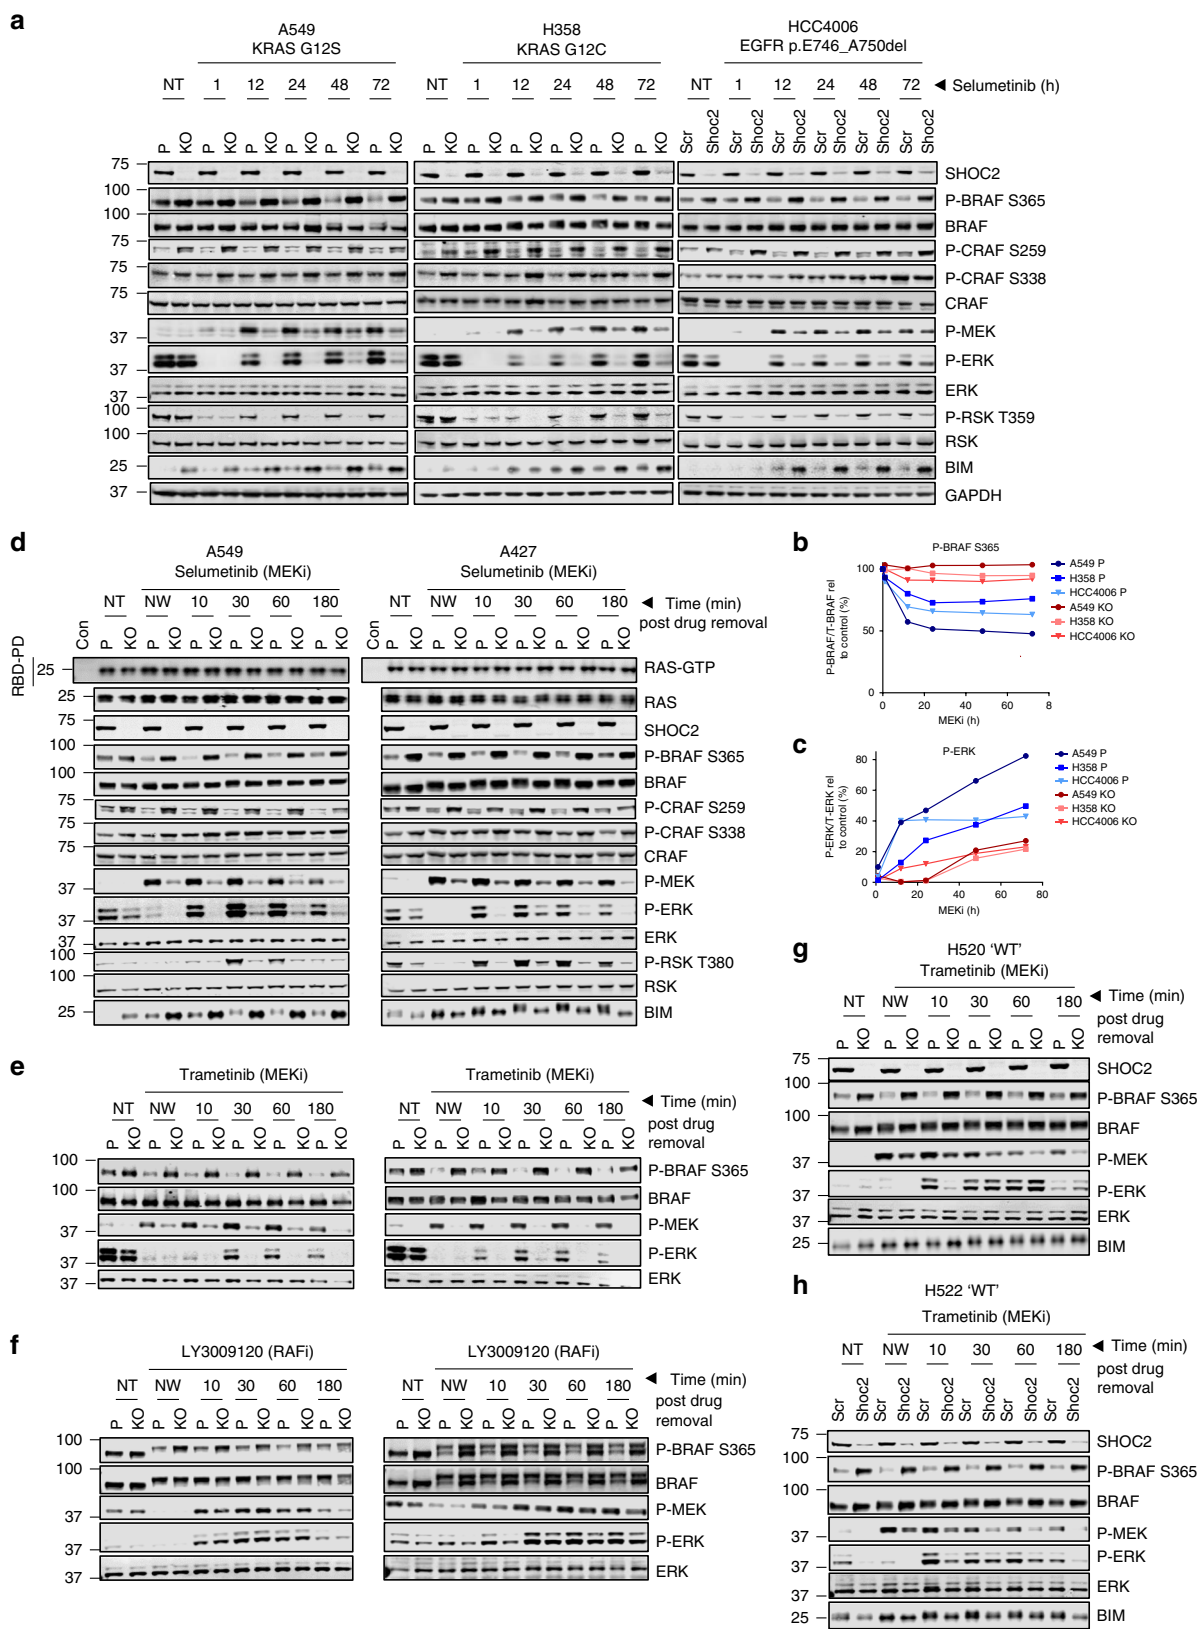 a
A549
KRAS G12S
H358
KRAS G12C
HCC4006
EGFR p.E746_A750del
NT 1 12 24 48 72 NT 1 12 24 48 72 NT 1 12 24 48 72 ◄ Selumetinib (h)
P KO P KO P KO P KO P KO P KO P KO P KO P KO P KO P KO P KO Scr Shoc2 Scr Shoc2 Scr Shoc2 Scr Shoc2 Scr Shoc2 Scr Shoc2
75 SHOC2
100 P-BRAF S365
100 BRAF
75 P-CRAF S259
75 P-CRAF S338
75 CRAF
37 P-MEK
37 P-ERK
37 ERK
100 P-RSK T359
100 RSK
25 BIM
37 GAPDH
d
A549
Selumetinib (MEKi)
A427
Selumetinib (MEKi)
NT NW 10 30 60 180 NT NW 10 30 60 180 ◄ Time (min)
post drug removal
Con P KO P KO P KO P KO P KO P KO Con P KO P KO P KO P KO P KO P KO
RBD-PD 25 RAS-GTP
25 RAS
75 SHOC2
100 P-BRAF S365
100 BRAF
75 P-CRAF S259
75 P-CRAF S338
75 CRAF
37 P-MEK
37 P-ERK
37 ERK
100 P-RSK T380
100 RSK
25 BIM
b
P-BRAF S365
P-BRAF/T-BRAF rel
to control (%)
100
50
0
0 20 40 60 8
MEKi (h)
A549 P
H358 P
HCC4006 P
A549 KO
H358 KO
HCC4006 KO
c
P-ERK
P-ERK/T-ERK rel
to control (%)
80
60
40
20
0
0 20 40 60 80
MEKi (h)
A549 P
H358 P
HCC4006 P
A549 KO
H358 KO
HCC4006 KO
e
Trametinib (MEKi) Trametinib (MEKi)
NT NW 10 30 60 180 NT NW 10 30 60 180 ◄ Time (min)
post drug
removal
P KO P KO P KO P KO P KO P KO P KO P KO P KO P KO P KO P KO
100 P-BRAF S365
100 BRAF
37 P-MEK
37 P-ERK
37 ERK
f
LY3009120 (RAFi) LY3009120 (RAFi)
NT NW 10 30 60 180 NT NW 10 30 60 180 ◄ Time (min)
post drug
removal
P KO P KO P KO P KO P KO P KO P KO P KO P KO P KO P KO P KO
100 P-BRAF S365
100 BRAF
37 P-MEK
37 P-ERK
37 ERK
g
H520 'WT'
Trametinib (MEKi)
NT NW 10 30 60 180 ◄ Time (min)
post drug
removal
P KO P KO P KO P KO P KO P KO
75 SHOC2
100 P-BRAF S365
100 BRAF
37 P-MEK
37 P-ERK
37 ERK
25 BIM
h
H522 'WT'
Trametinib (MEKi)
NT NW 10 30 60 180 ◄ Time (min)
post drug
removal
Scr Shoc2 Scr Shoc2 Scr Shoc2 Scr Shoc2 Scr Shoc2 Scr Shoc2
75 SHOC2
100 P-BRAF S365
100 BRAF
37 P-MEK
37 P-ERK
37 ERK
25 BIM